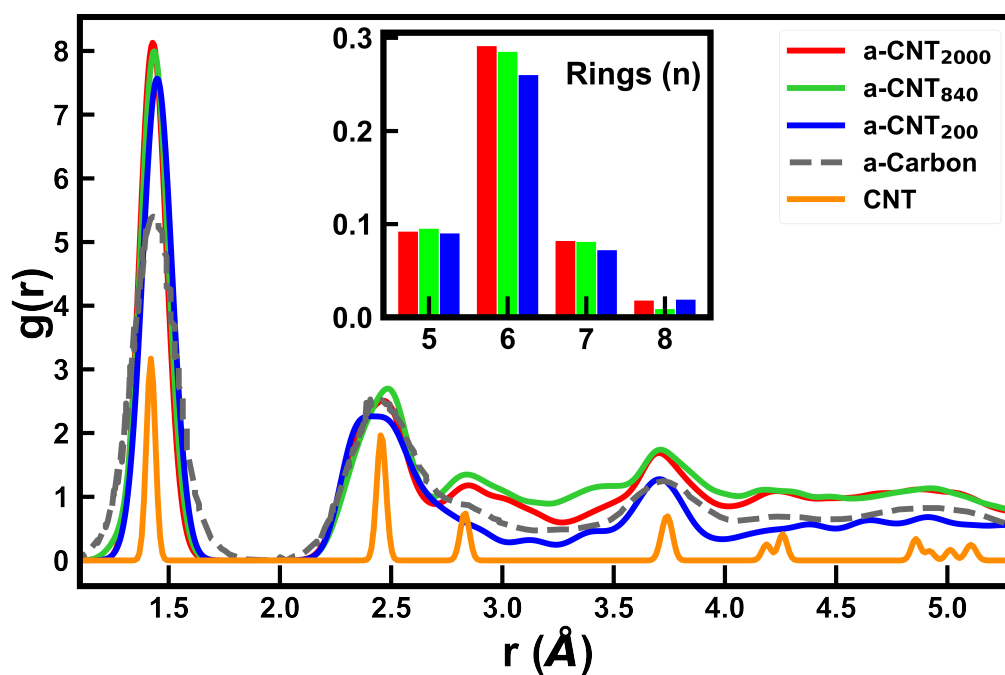 g(r)
8
7
6
5
4
3
2
1
0
1.5 2.0 2.5 3.0 3.5 4.0 4.5 5.0
r (Å)
0.3
0.2
0.1
0.0
5 6 7 8
Rings (n)
a-CNT₂₀₀₀
a-CNT₈₄₀
a-CNT₂₀₀
a-Carbon
CNT